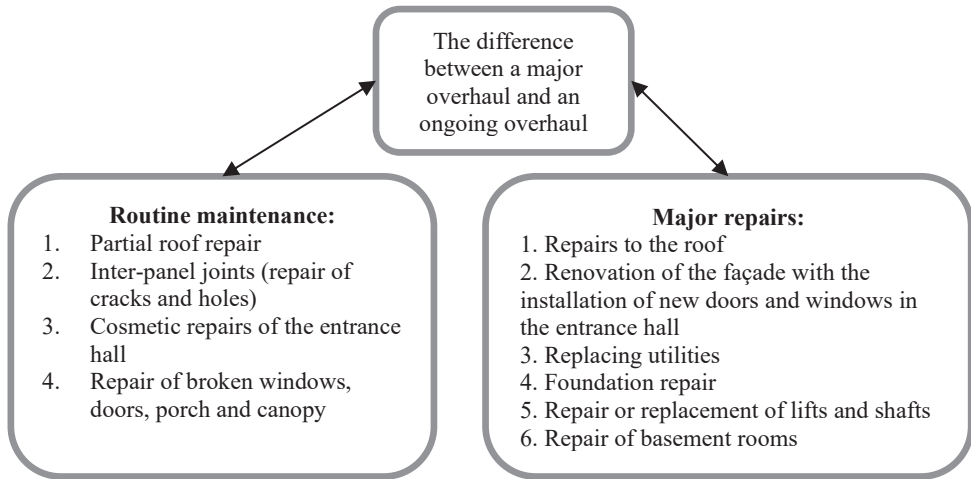 The difference
between a major
overhaul and an
ongoing overhaul
Routine maintenance:
1. Partial roof repair
2. Inter-panel joints (repair of
cracks and holes)
3. Cosmetic repairs of the entrance
hall
4. Repair of broken windows,
doors, porch and canopy
Major repairs:
1. Repairs to the roof
2. Renovation of the façade with the
installation of new doors and windows in
the entrance hall
3. Replacing utilities
4. Foundation repair
5. Repair or replacement of lifts and shafts
6. Repair of basement rooms